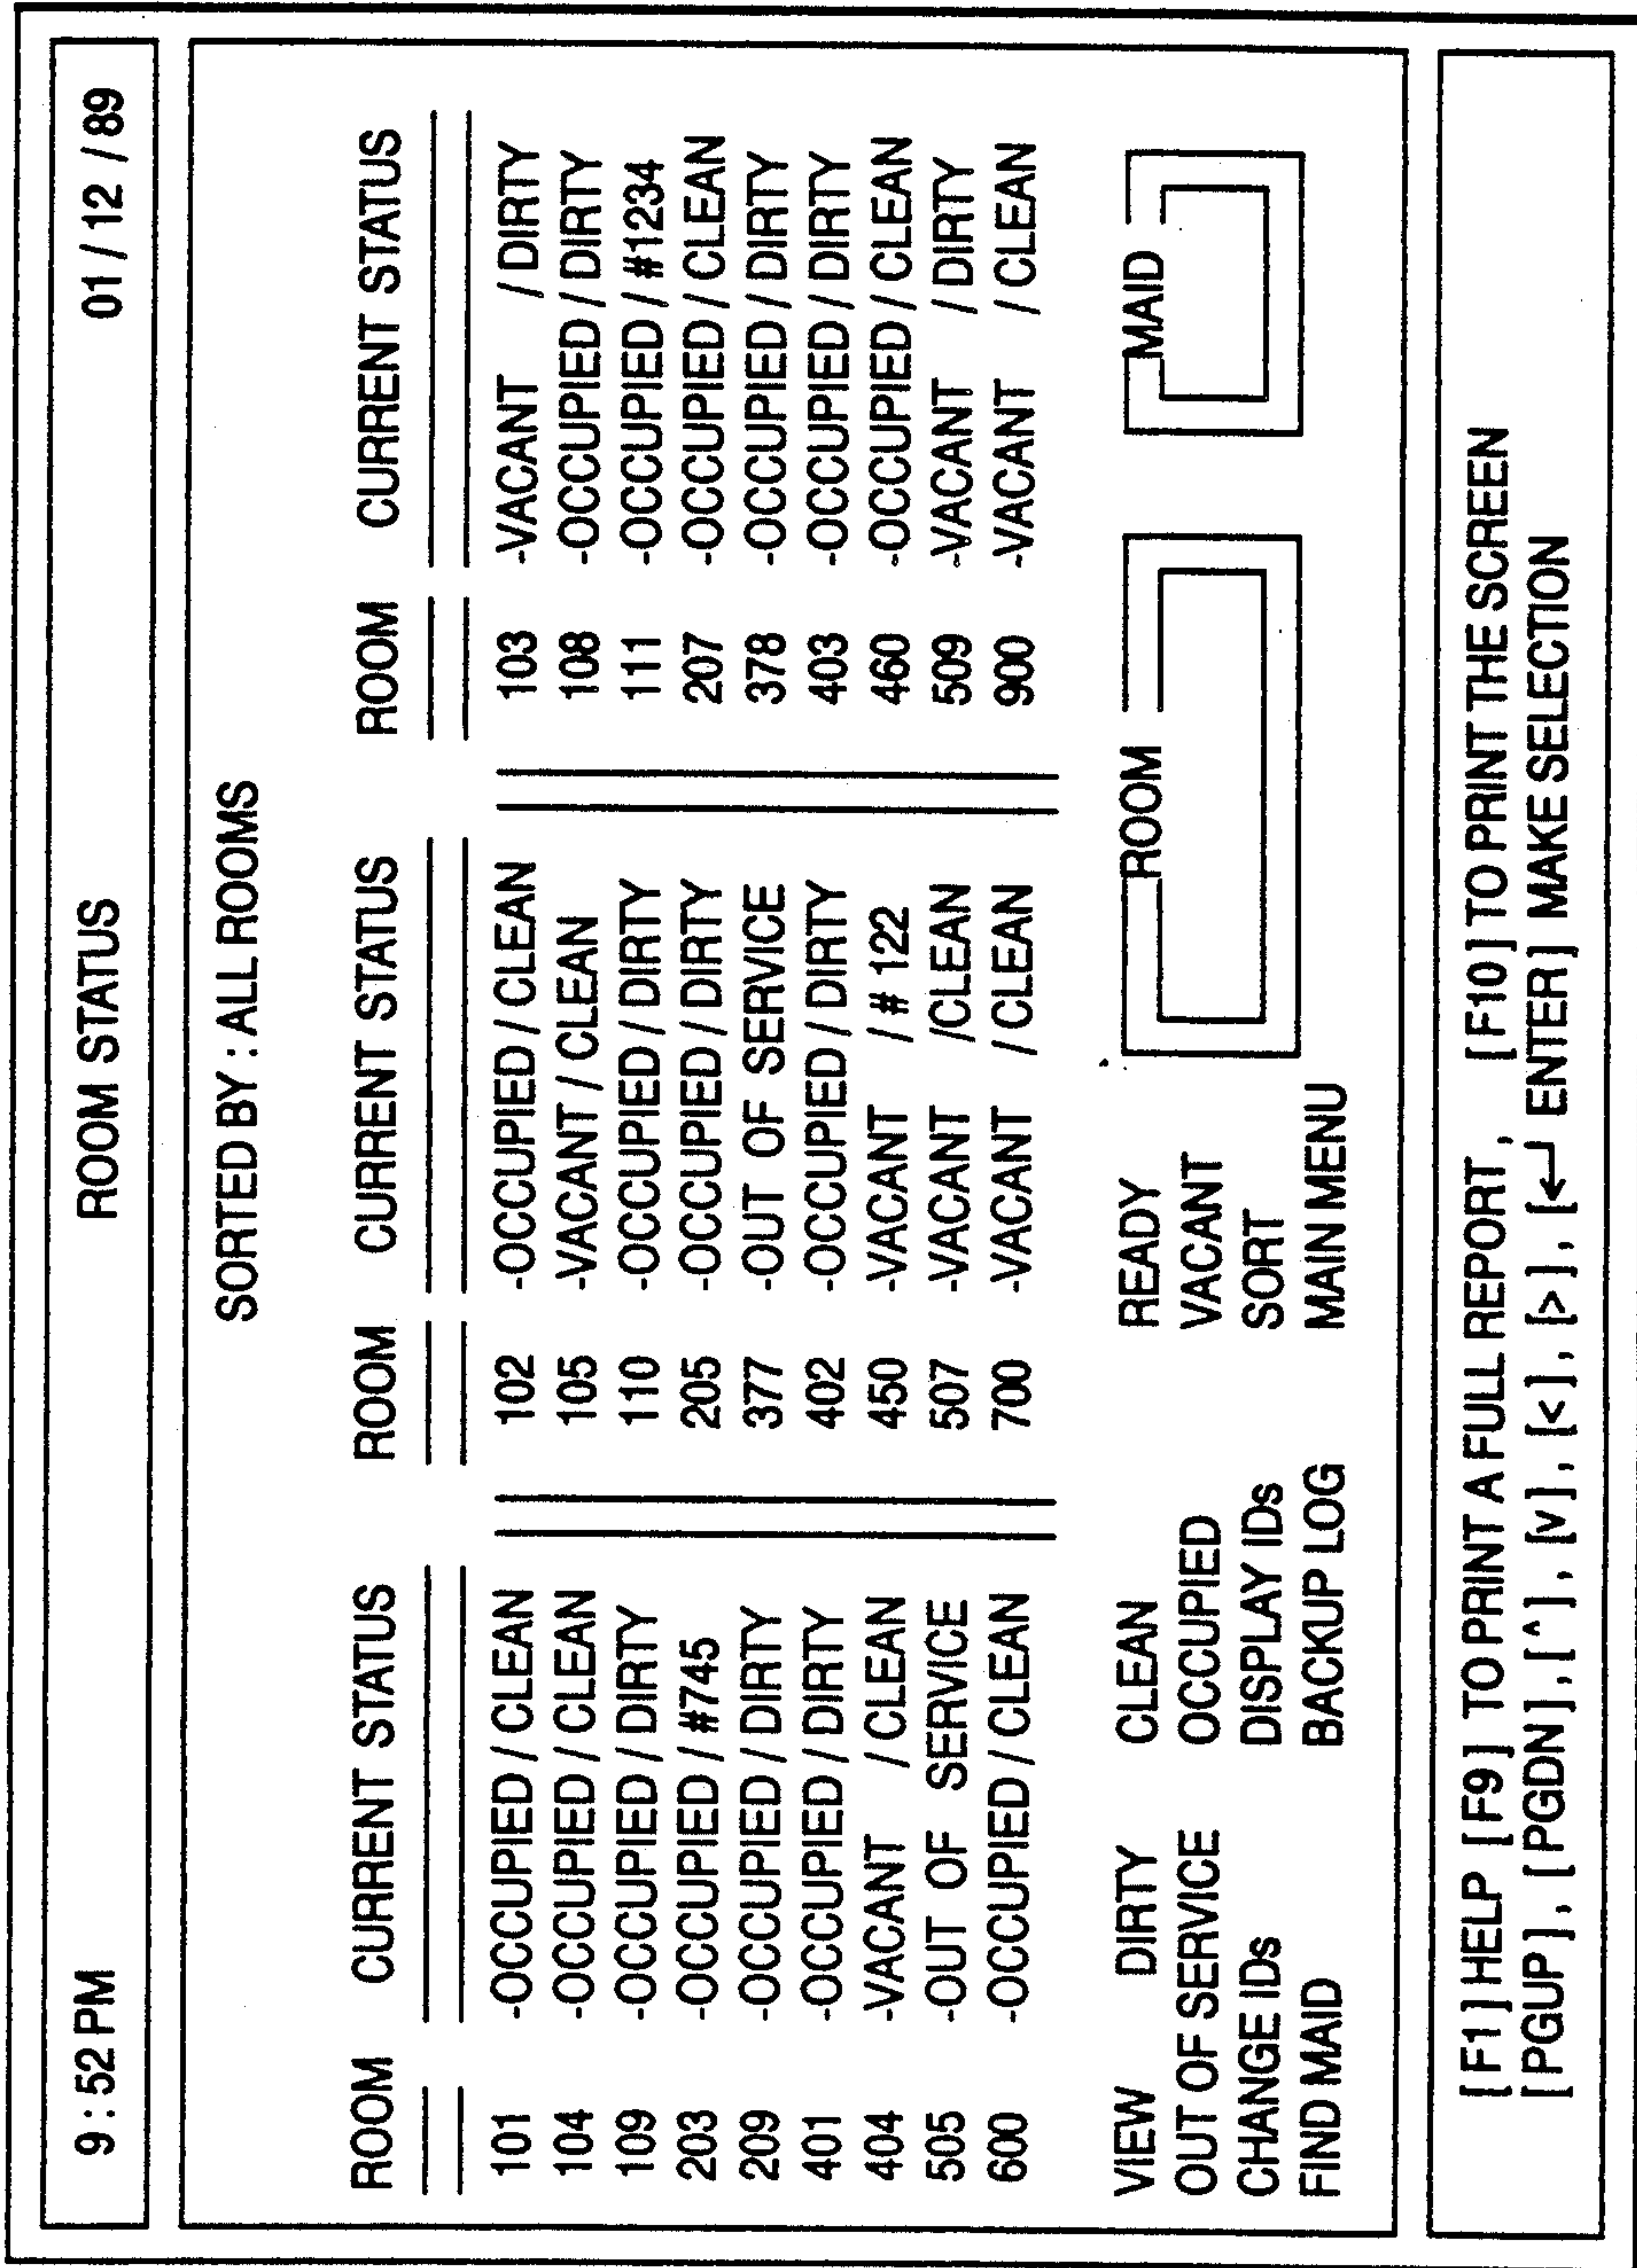 9 : 52 PM ROOM STATUS 01 / 12 / 89
SORTED BY : ALL ROOMS
ROOM CURRENT STATUS ROOM CURRENT STATUS ROOM CURRENT STATUS
101 -OCCUPIED / CLEAN 102 -OCCUPIED / CLEAN 103 -VACANT / DIRTY
104 -OCCUPIED / CLEAN 105 -VACANT / CLEAN 108 -OCCUPIED / DIRTY
109 -OCCUPIED / DIRTY 110 -OCCUPIED / DIRTY 111 -OCCUPIED / #1234
203 -OCCUPIED / #745 205 -OCCUPIED / DIRTY 207 -OCCUPIED / CLEAN
209 -OCCUPIED / DIRTY 377 -OUT OF SERVICE 378 -OCCUPIED / DIRTY
401 -OCCUPIED / DIRTY 402 -OCCUPIED / DIRTY 403 -OCCUPIED / DIRTY
404 -VACANT / CLEAN 450 -VACANT / # 122 460 -OCCUPIED / CLEAN
505 -OUT OF SERVICE 507 -VACANT /CLEAN 509 -VACANT / DIRTY
600 -OCCUPIED / CLEAN 700 -VACANT / CLEAN 900 -VACANT / CLEAN
VIEW DIRTY CLEAN READY ROOM MAID
OUT OF SERVICE OCCUPIED VACANT
CHANGE IDs DISPLAY IDs SORT
FIND MAID BACKUP LOG MAIN MENU
[ F1 ] HELP [ F9 ] TO PRINT A FULL REPORT , [ F10 ] TO PRINT THE SCREEN
[ PGUP ] , [ PGDN ] , [ ^ ] , [ v ] , [ < ] , [ > ] , [ ↵ ENTER ] MAKE SELECTION